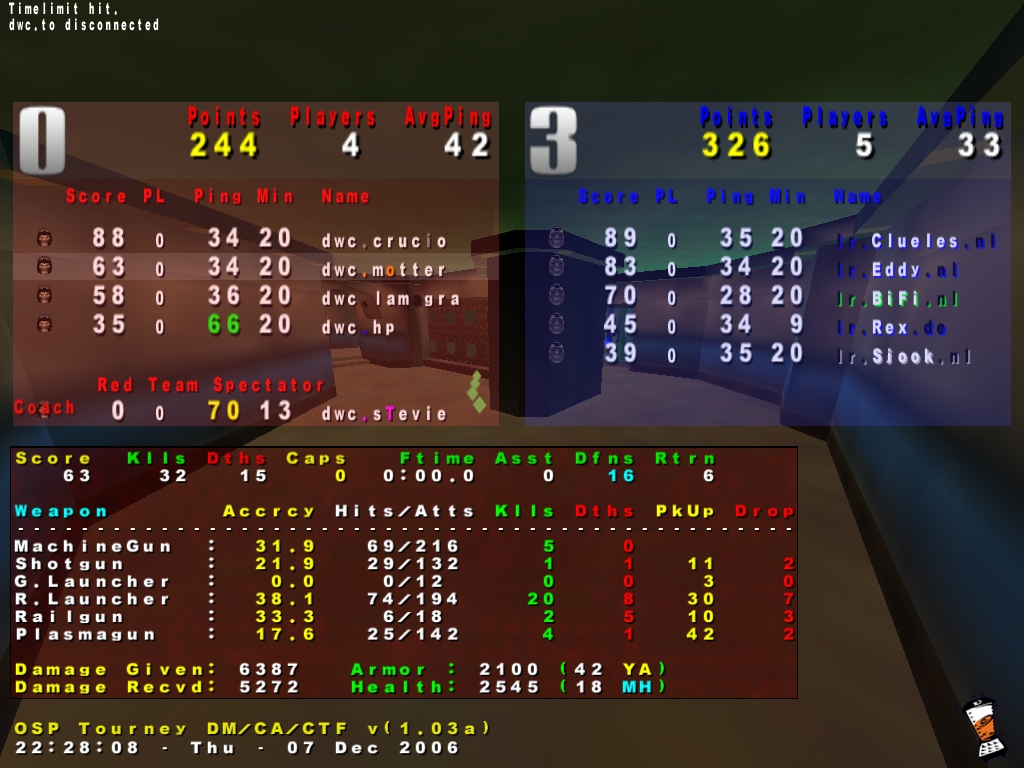 Timelimit hit.
dwc.to disconnected
0 Points Players AvgPing
244 4 42
Score PL Ping Min Name
88 0 34 20 dwc.crucio
63 0 34 20 dwc.motter
58 0 36 20 dwc.lamgra
35 0 66 20 dwc.hp
Red Team Spectator
Coach 0 0 70 13 dwc.sTevie
3 Points Players AvgPing
326 5 33
Score PL Ping Min Name
89 0 35 20 lr.Clueles.nl
83 0 34 20 lr.Eddy.nl
70 0 28 20 lr.BiFi.nl
45 0 34 9 lr.Rex.de
39 0 35 20 lr.Siook.nl
Score Klls Dths Caps Ftime Asst Dfns Rtrn
63 32 15 0 0:00.0 0 16 6
Weapon Accrcy Hits/Atts Klls Dths PkUp Drop
MachineGun : 31.9 69/216 5 0
Shotgun : 21.9 29/132 1 1 11 2
G.Launcher : 0.0 0/12 0 0 3 0
R.Launcher : 38.1 74/194 20 8 30 7
Railgun : 33.3 6/18 2 5 10 3
Plasmagun : 17.6 25/142 4 1 42 2
Damage Given: 6387 Armor : 2100 (42 YA)
Damage Recvd: 5272 Health: 2545 (18 MH)
OSP Tourney DM/CA/CTF v(1.03a)
22:28:08 - Thu - 07 Dec 2006